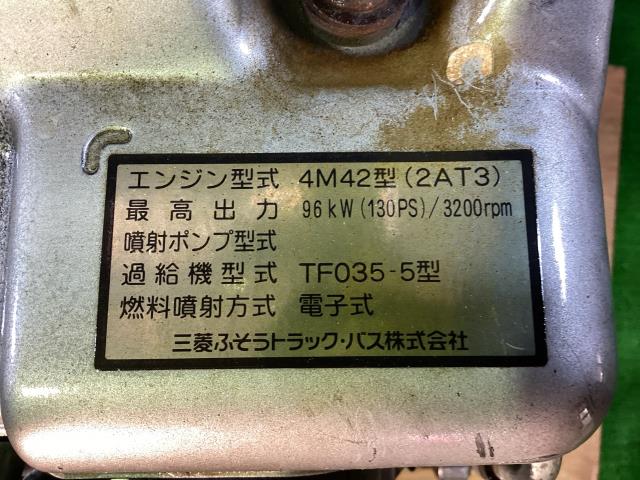 エンジン型式 4M42型(2AT3)
最高出力 96kW(130PS)/3200rpm
噴射ポンプ型式
過給機型式 TF035-5型
燃料噴射方式 電子式
三菱ふそうトラック・バス株式会社